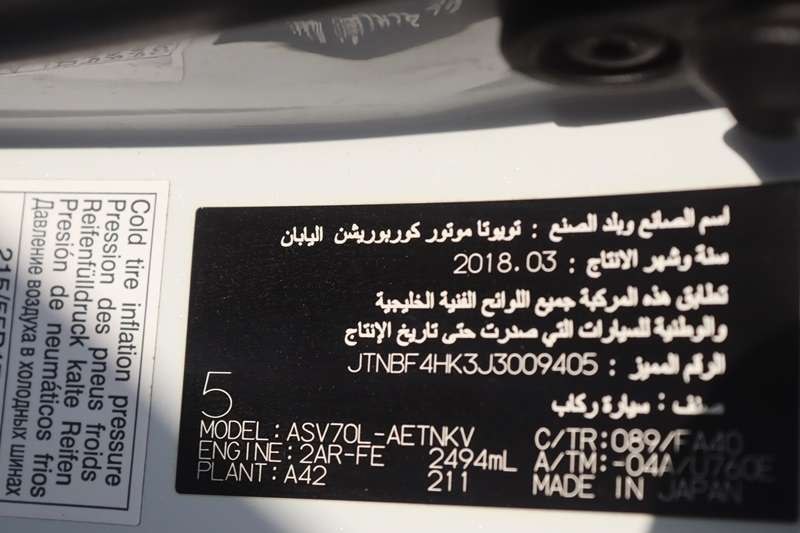 Cold tire inflation pressure
Pression des pneus froids
Reifenfülldruck kalte Reifen
Presión de neumáticos frios
Давление воздуха в холодных шинах
اسم الصانع وبلد الصنع : تويوتا موتور كوربوريشن اليابان
سنة وشهر الانتاج : 2018.03
تطابق هذه المركبة جميع اللوائح الفنية الخليجية
والوطنية للسيارات التي صدرت حتى تاريخ الإنتاج
الرقم المميز : JTNBF4HK3J3009405
صنف : سيارة ركاب
5
MODEL: ASV70L-AETNKV C/TR: 089/FA40
ENGINE: 2AR-FE 2494mL A/TM: -04A/U760E
PLANT: A42 211 MADE IN JAPAN